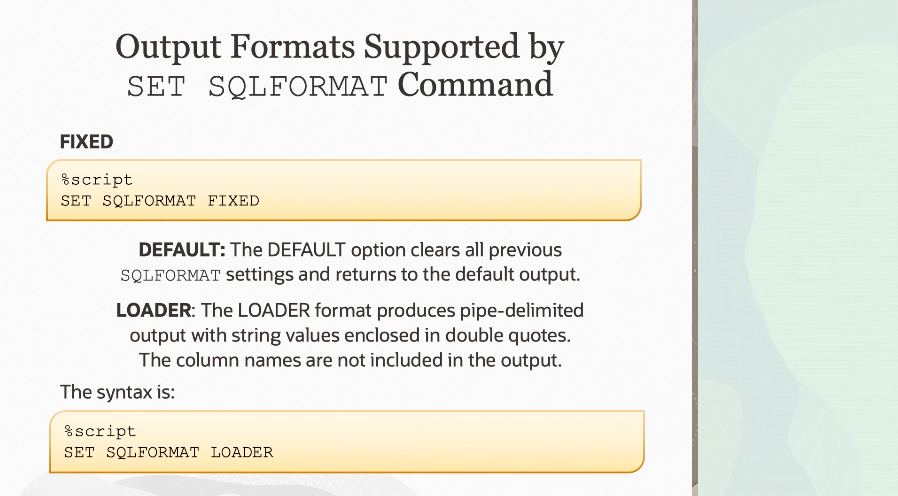 Output Formats Supported by
SET SQLFORMAT Command
FIXED
%script
SET SQLFORMAT FIXED
DEFAULT: The DEFAULT option clears all previous
SQLFORMAT settings and returns to the default output.
LOADER: The LOADER format produces pipe-delimited
output with string values enclosed in double quotes.
The column names are not included in the output.
The syntax is:
%script
SET SQLFORMAT LOADER